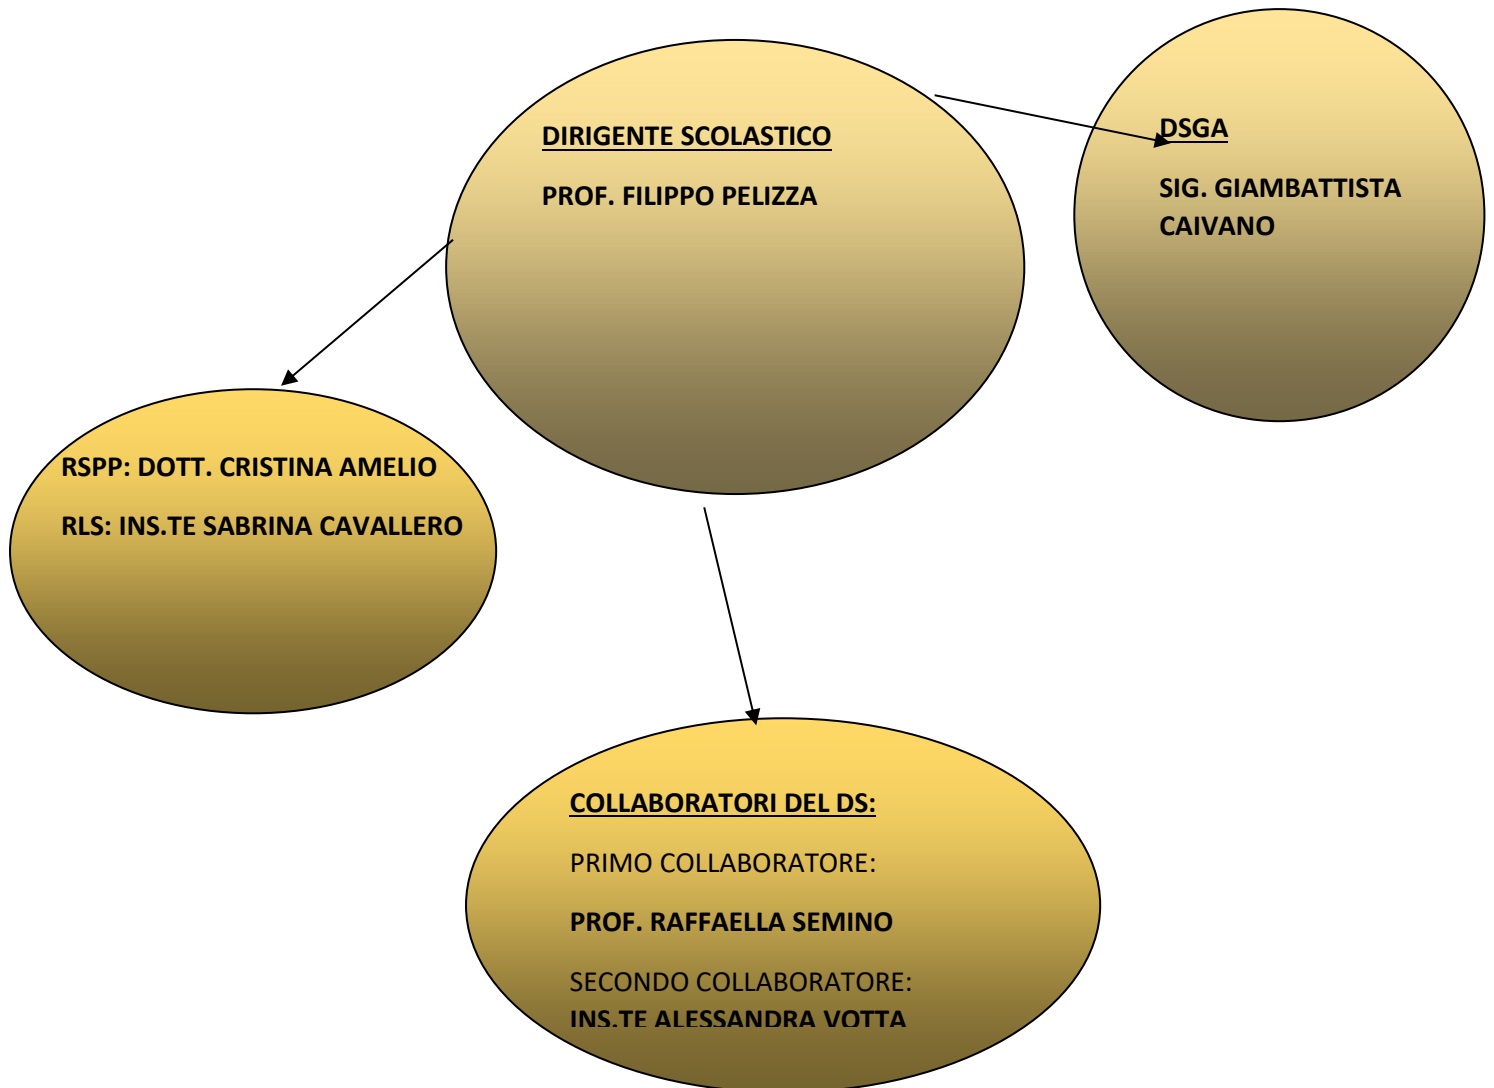 DIRIGENTE SCOLASTICO
PROF. FILIPPO PELIZZA
DSGA
SIG. GIAMBATTISTA
CAIVANO
RSPP: DOTT. CRISTINA AMELIO
RLS: INS.TE SABRINA CAVALLERO
COLLABORATORI DEL DS:
PRIMO COLLABORATORE:
PROF. RAFFAELLA SEMINO
SECONDO COLLABORATORE:
INS.TE ALESSANDRA VOTTA